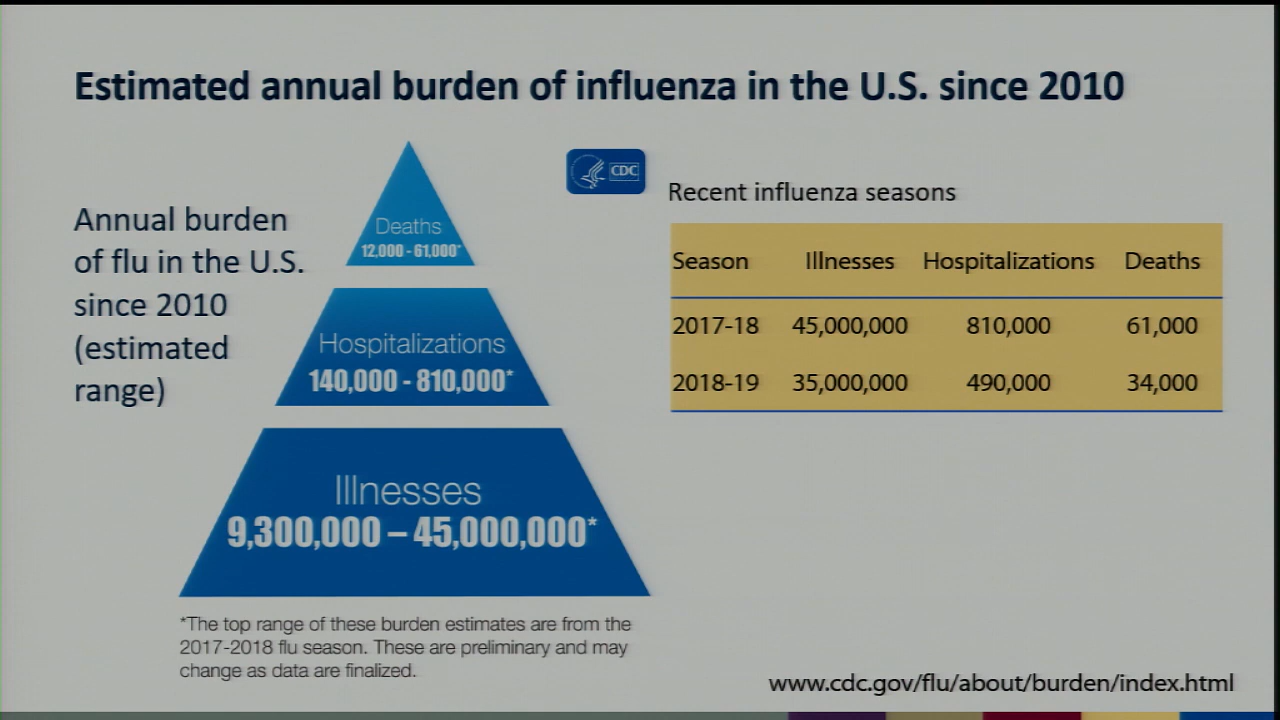 Estimated annual burden of influenza in the U.S. since 2010
Annual burden
of flu in the U.S.
since 2010
(estimated
range)
Deaths
12,000 - 61,000*
Hospitalizations
140,000 - 810,000*
Illnesses
9,300,000 – 45,000,000*
*The top range of these burden estimates are from the
2017-2018 flu season. These are preliminary and may
change as data are finalized.
CDC
Recent influenza seasons
Season Illnesses Hospitalizations Deaths
2017-18 45,000,000 810,000 61,000
2018-19 35,000,000 490,000 34,000
www.cdc.gov/flu/about/burden/index.html